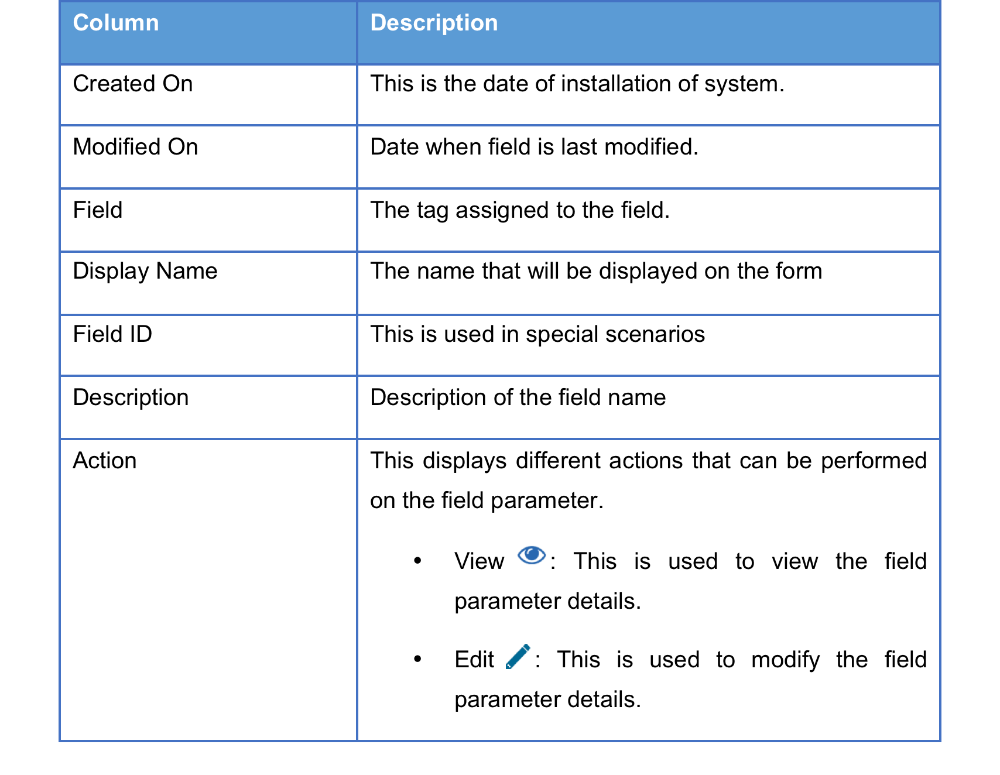 Column Description
Created On This is the date of installation of system.
Modified On Date when field is last modified.
Field The tag assigned to the field.
Display Name The name that will be displayed on the form
Field ID This is used in special scenarios
Description Description of the field name
Action This displays different actions that can be performed
on the field parameter.
• View : This is used to view the field
parameter details.
• Edit : This is used to modify the field
parameter details.